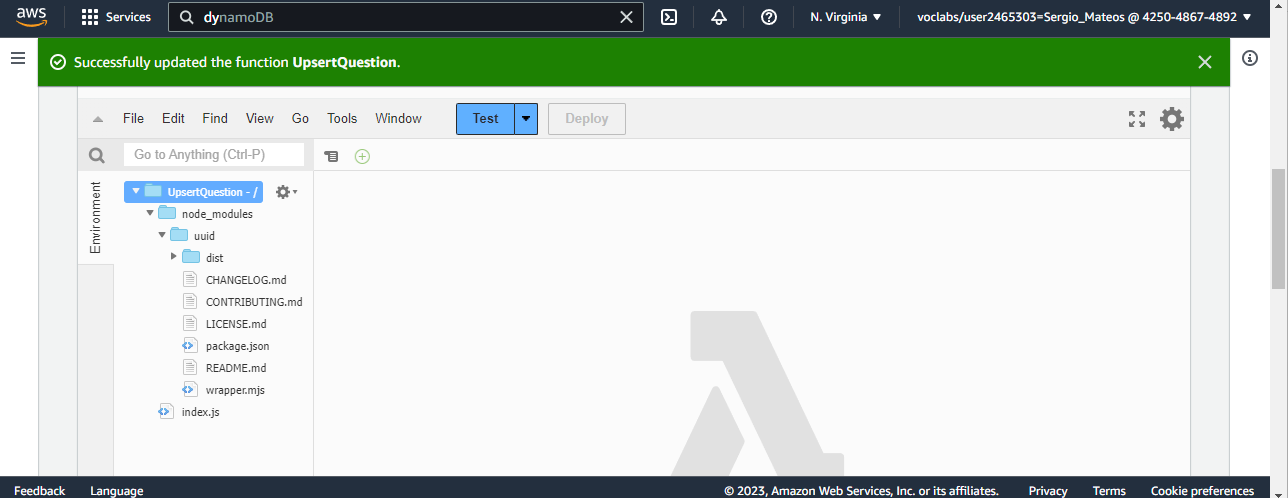 aws
Services
dynamoDB
N. Virginia
voclabs/user2465303=Sergio_Mateos @ 4250-4867-4892
Successfully updated the function UpsertQuestion.
File Edit Find View Go Tools Window
Test
Deploy
Go to Anything (Ctrl-P)
Environment
UpsertQuestion - /
node_modules
uuid
dist
CHANGELOG.md
CONTRIBUTING.md
LICENSE.md
package.json
README.md
wrapper.mjs
index.js
Feedback Language © 2023, Amazon Web Services, Inc. or its affiliates. Privacy Terms Cookie preferences